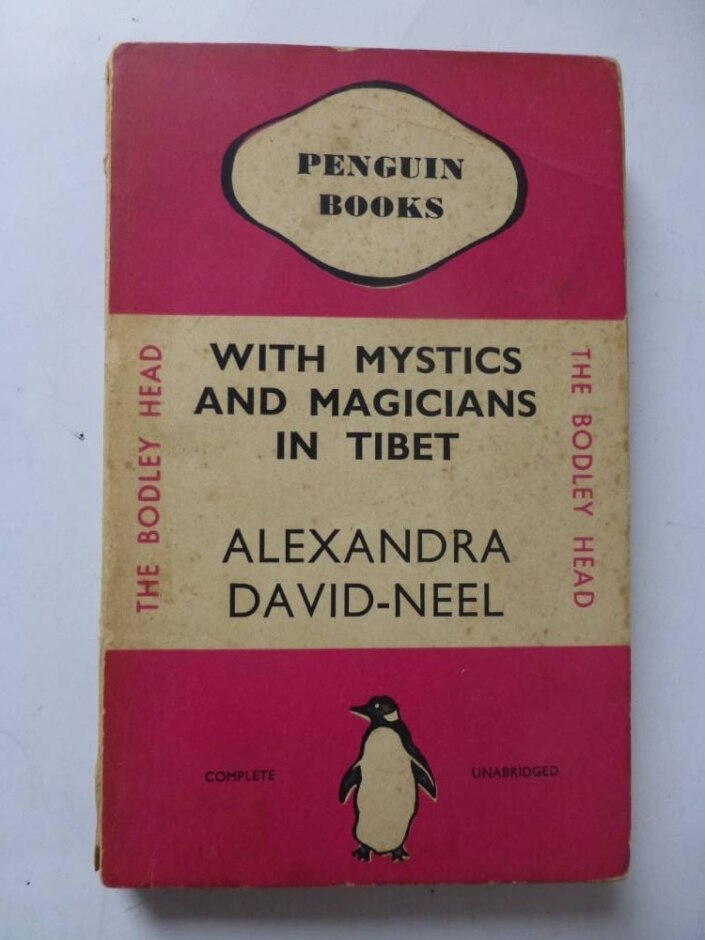 PENGUIN
BOOKS
WITH MYSTICS
AND MAGICIANS
IN TIBET
ALEXANDRA
DAVID-NEEL
THE BODLEY HEAD
THE BODLEY HEAD
COMPLETE
UNABRIDGED